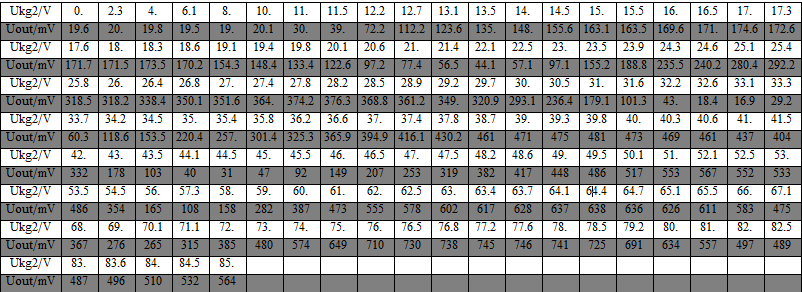 Ukg2/V 0. 2.3 4. 6.1 8. 10. 11. 11.5 12.2 12.7 13.1 13.5 14. 14.5 15. 15.5 16. 16.5 17. 17.3
Uout/mV 19.6 20. 19.8 19.5 19. 20. 30. 39. 72.2 112.2 123.6 135. 148. 155.6 163.1 163.5 169.6 171. 174.6 172.6
Ukg2/V 17.6 18. 18.3 18.6 19.1 19.4 19.8 20.1 20.6 21. 21.4 22.1 22.5 23. 23.5 23.9 24.3 24.6 25.1 25.4
Uout/mV 171.7 171.5 173.5 170.2 154.3 148.4 133.4 122.6 97.2 77.4 56.5 44.1 57.1 97.1 155.2 188.8 235.5 240.2 280.4 292.2
Ukg2/V 25.8 26. 26.4 26.8 27. 27.4 27.8 28.2 28.5 28.9 29.2 29.7 30. 30.5 31. 31.6 32.2 32.6 33.1 33.3
Uout/mV 318.5 318.2 338.4 350.1 351.6 364. 374.2 376.3 368.8 361.2 349. 320.9 293.1 236.4 179.1 101.3 43. 18.4 16.9 29.2
Ukg2/V 33.7 34.2 34.5 35. 35.4 35.8 36.2 36.6 37. 37.4 37.8 38.7 39. 39.3 39.8 40. 40.3 40.6 41. 41.5
Uout/mV 60.3 118.6 153.5 220.4 257. 301.4 325.3 365.9 394.9 416.1 430.2 461 471 475 481 473 469 461 437 404
Ukg2/V 42. 43. 43.5 44.1 44.5 45. 45.5 46. 46.5 47. 47.5 48.2 48.6 49. 49.5 50.1 51. 52.1 52.5 53.
Uout/mV 332 178 103 40 31 47 92 149 207 253 319 382 417 448 486 517 553 567 552 533
Ukg2/V 53.5 54.5 56. 57.3 58. 59. 60. 61. 62. 62.5 63. 63.4 63.7 64.1 64.4 64.7 65.1 65.5 66. 67.1
Uout/mV 486 354 165 108 158 282 387 473 555 578 602 617 628 637 638 636 626 611 583 475
Ukg2/V 68. 69. 70.1 71.1 72. 73. 74. 75. 76. 76.5 76.8 77.2 77.6 78. 78.5 79.2 80. 81. 82. 82.5
Uout/mV 367 276 265 315 385 480 574 649 710 730 738 745 746 741 725 691 634 557 497 489
Ukg2/V 83. 83.6 84. 84.5 85.
Uout/mV 487 496 510 532 564